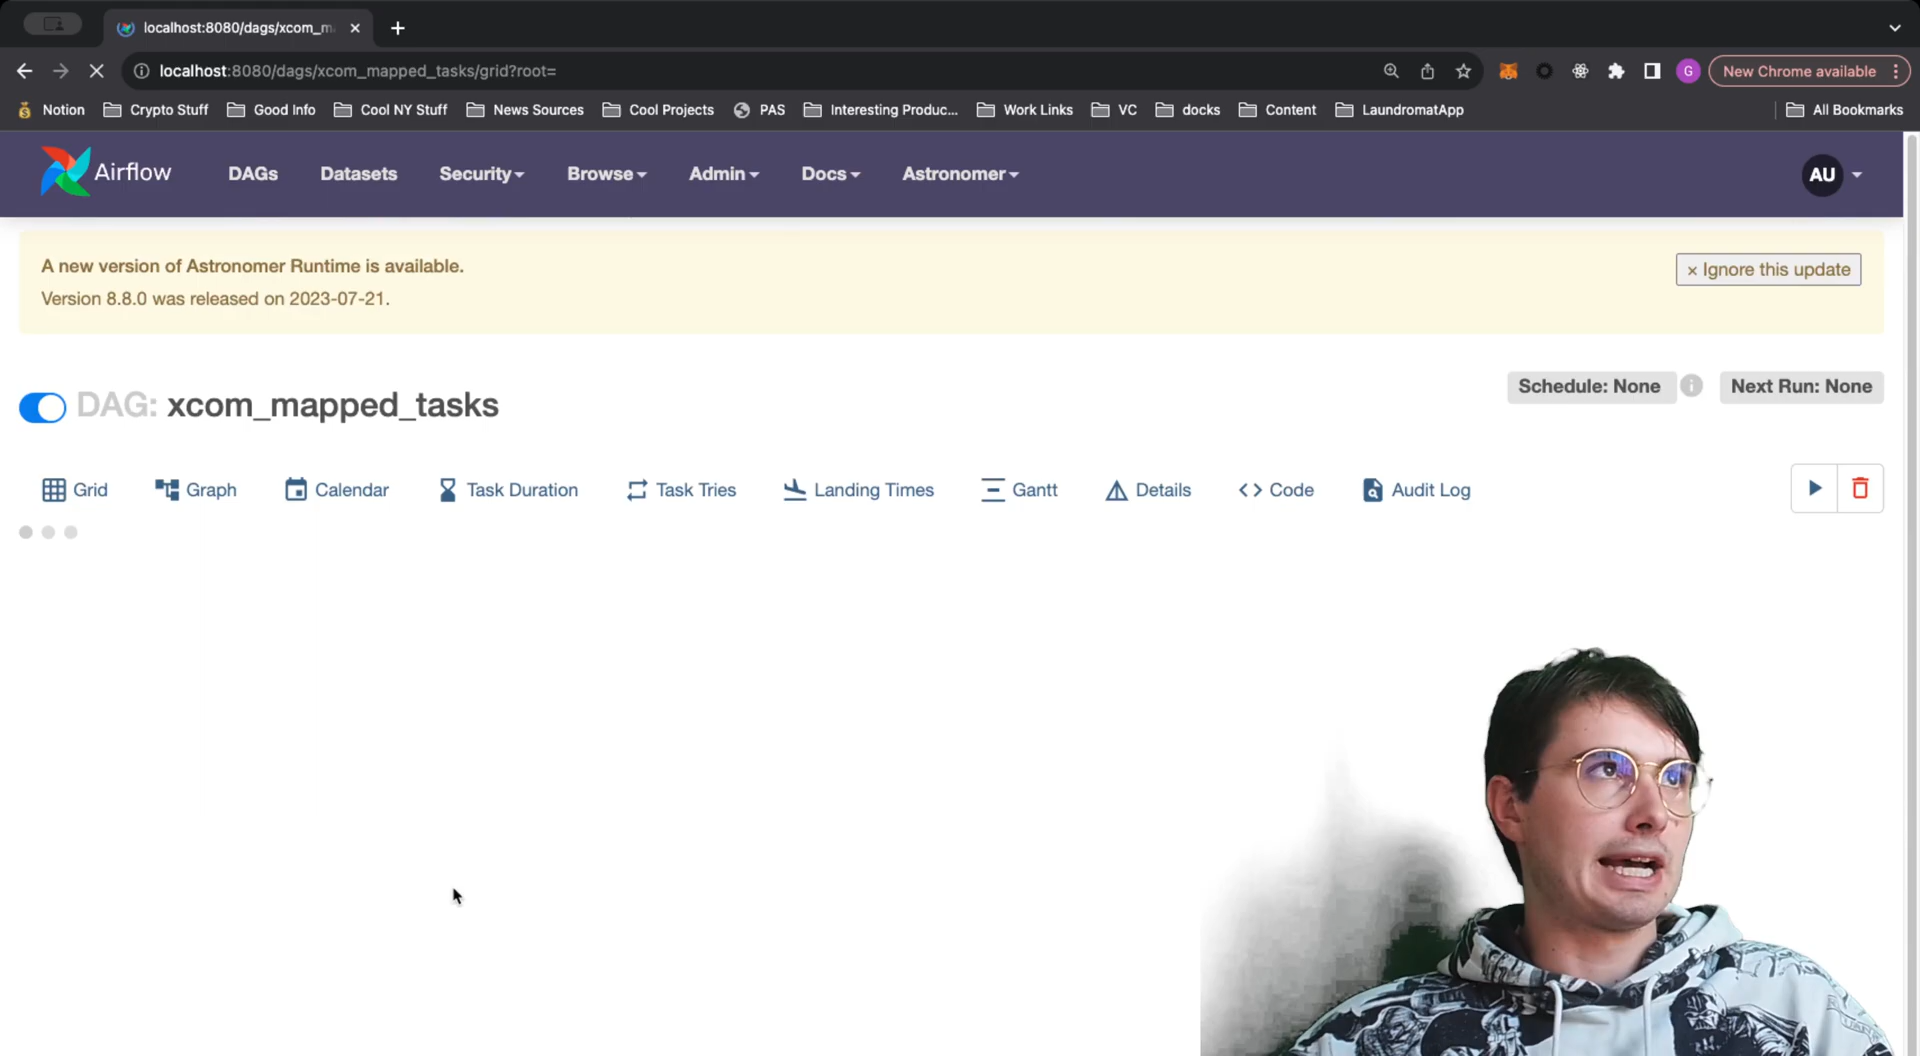 localhost:8080/dags/xcom_m
localhost:8080/dags/xcom_mapped_tasks/grid?root=
G
New Chrome available
Notion
Crypto Stuff
Good Info
Cool NY Stuff
News Sources
Cool Projects
PAS
Interesting Produc...
Work Links
VC
docks
Content
LaundromatApp
All Bookmarks
Airflow
DAGs
Datasets
Security
Browse
Admin
Docs
Astronomer
AU
A new version of Astronomer Runtime is available.
× Ignore this update
Version 8.8.0 was released on 2023-07-21.
DAG: xcom_mapped_tasks
Schedule: None
Next Run: None
Grid
Graph
Calendar
Task Duration
Task Tries
Landing Times
Gantt
Details
Code
Audit Log